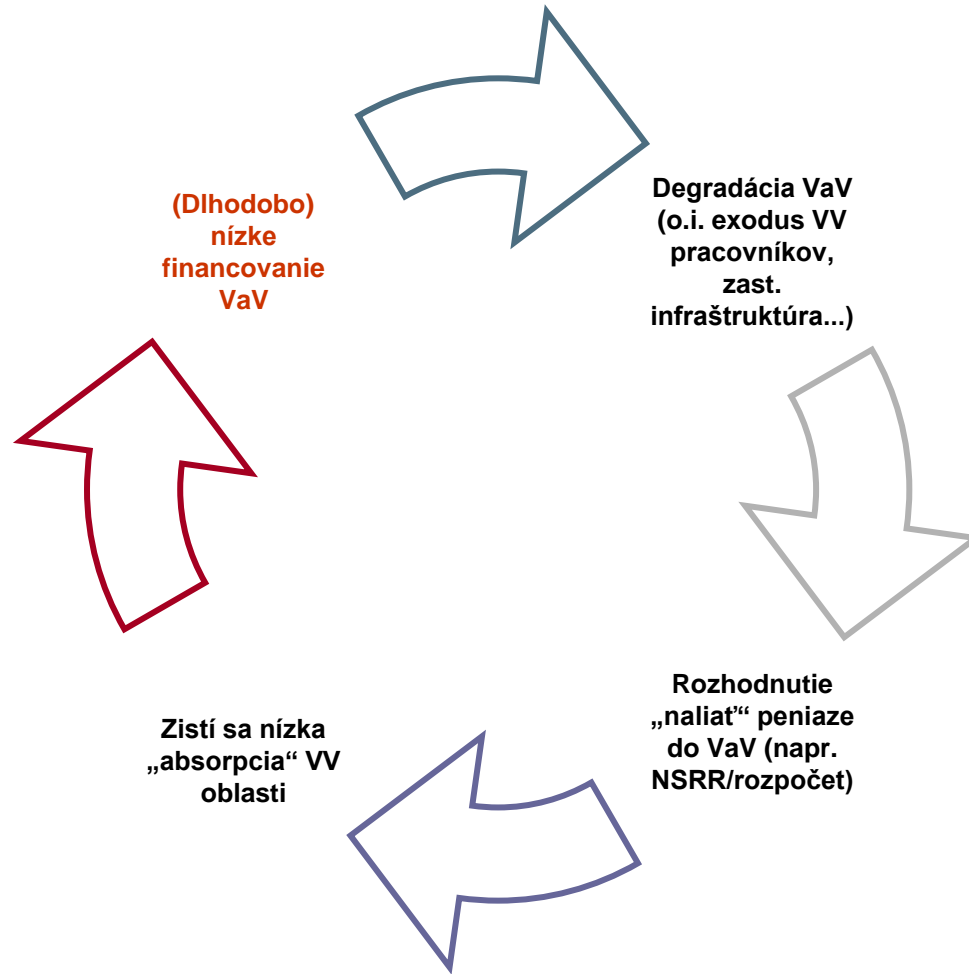 (Dlhodobo)
nízke
financovanie
VaV
Degradácia VaV
(o.i. exodus VV
pracovníkov,
zast.
infraštruktúra...)
Rozhodnutie
„naliať“ peniaze
do VaV (napr.
NSRR/rozpočet)
Zistí sa nízka
„absorpcia“ VV
oblasti